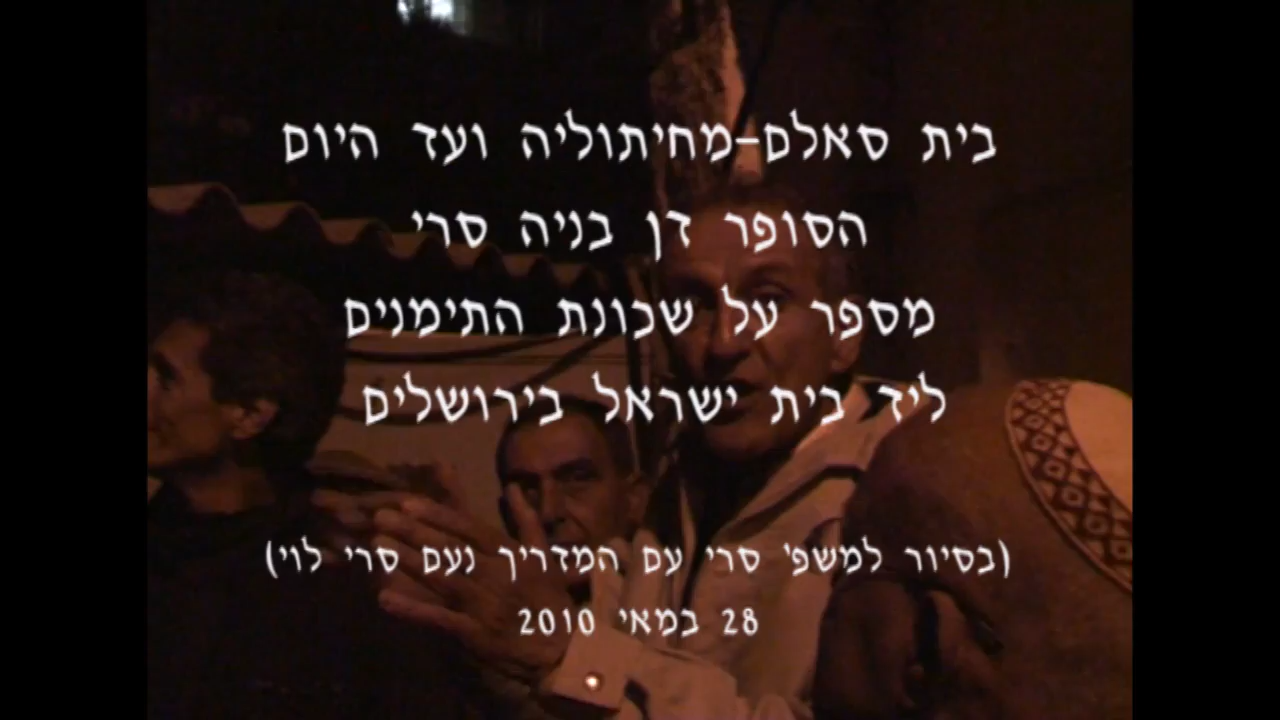 בית סאלם-מחיתוליה ועד היום
הסופר דן בניה סרי
מספר על שכונת התימנים
ליד בית ישראל בירושלים
(בסיור למשפ' סרי עם המדריך נעם סרי לוי)
28 במאי 2010